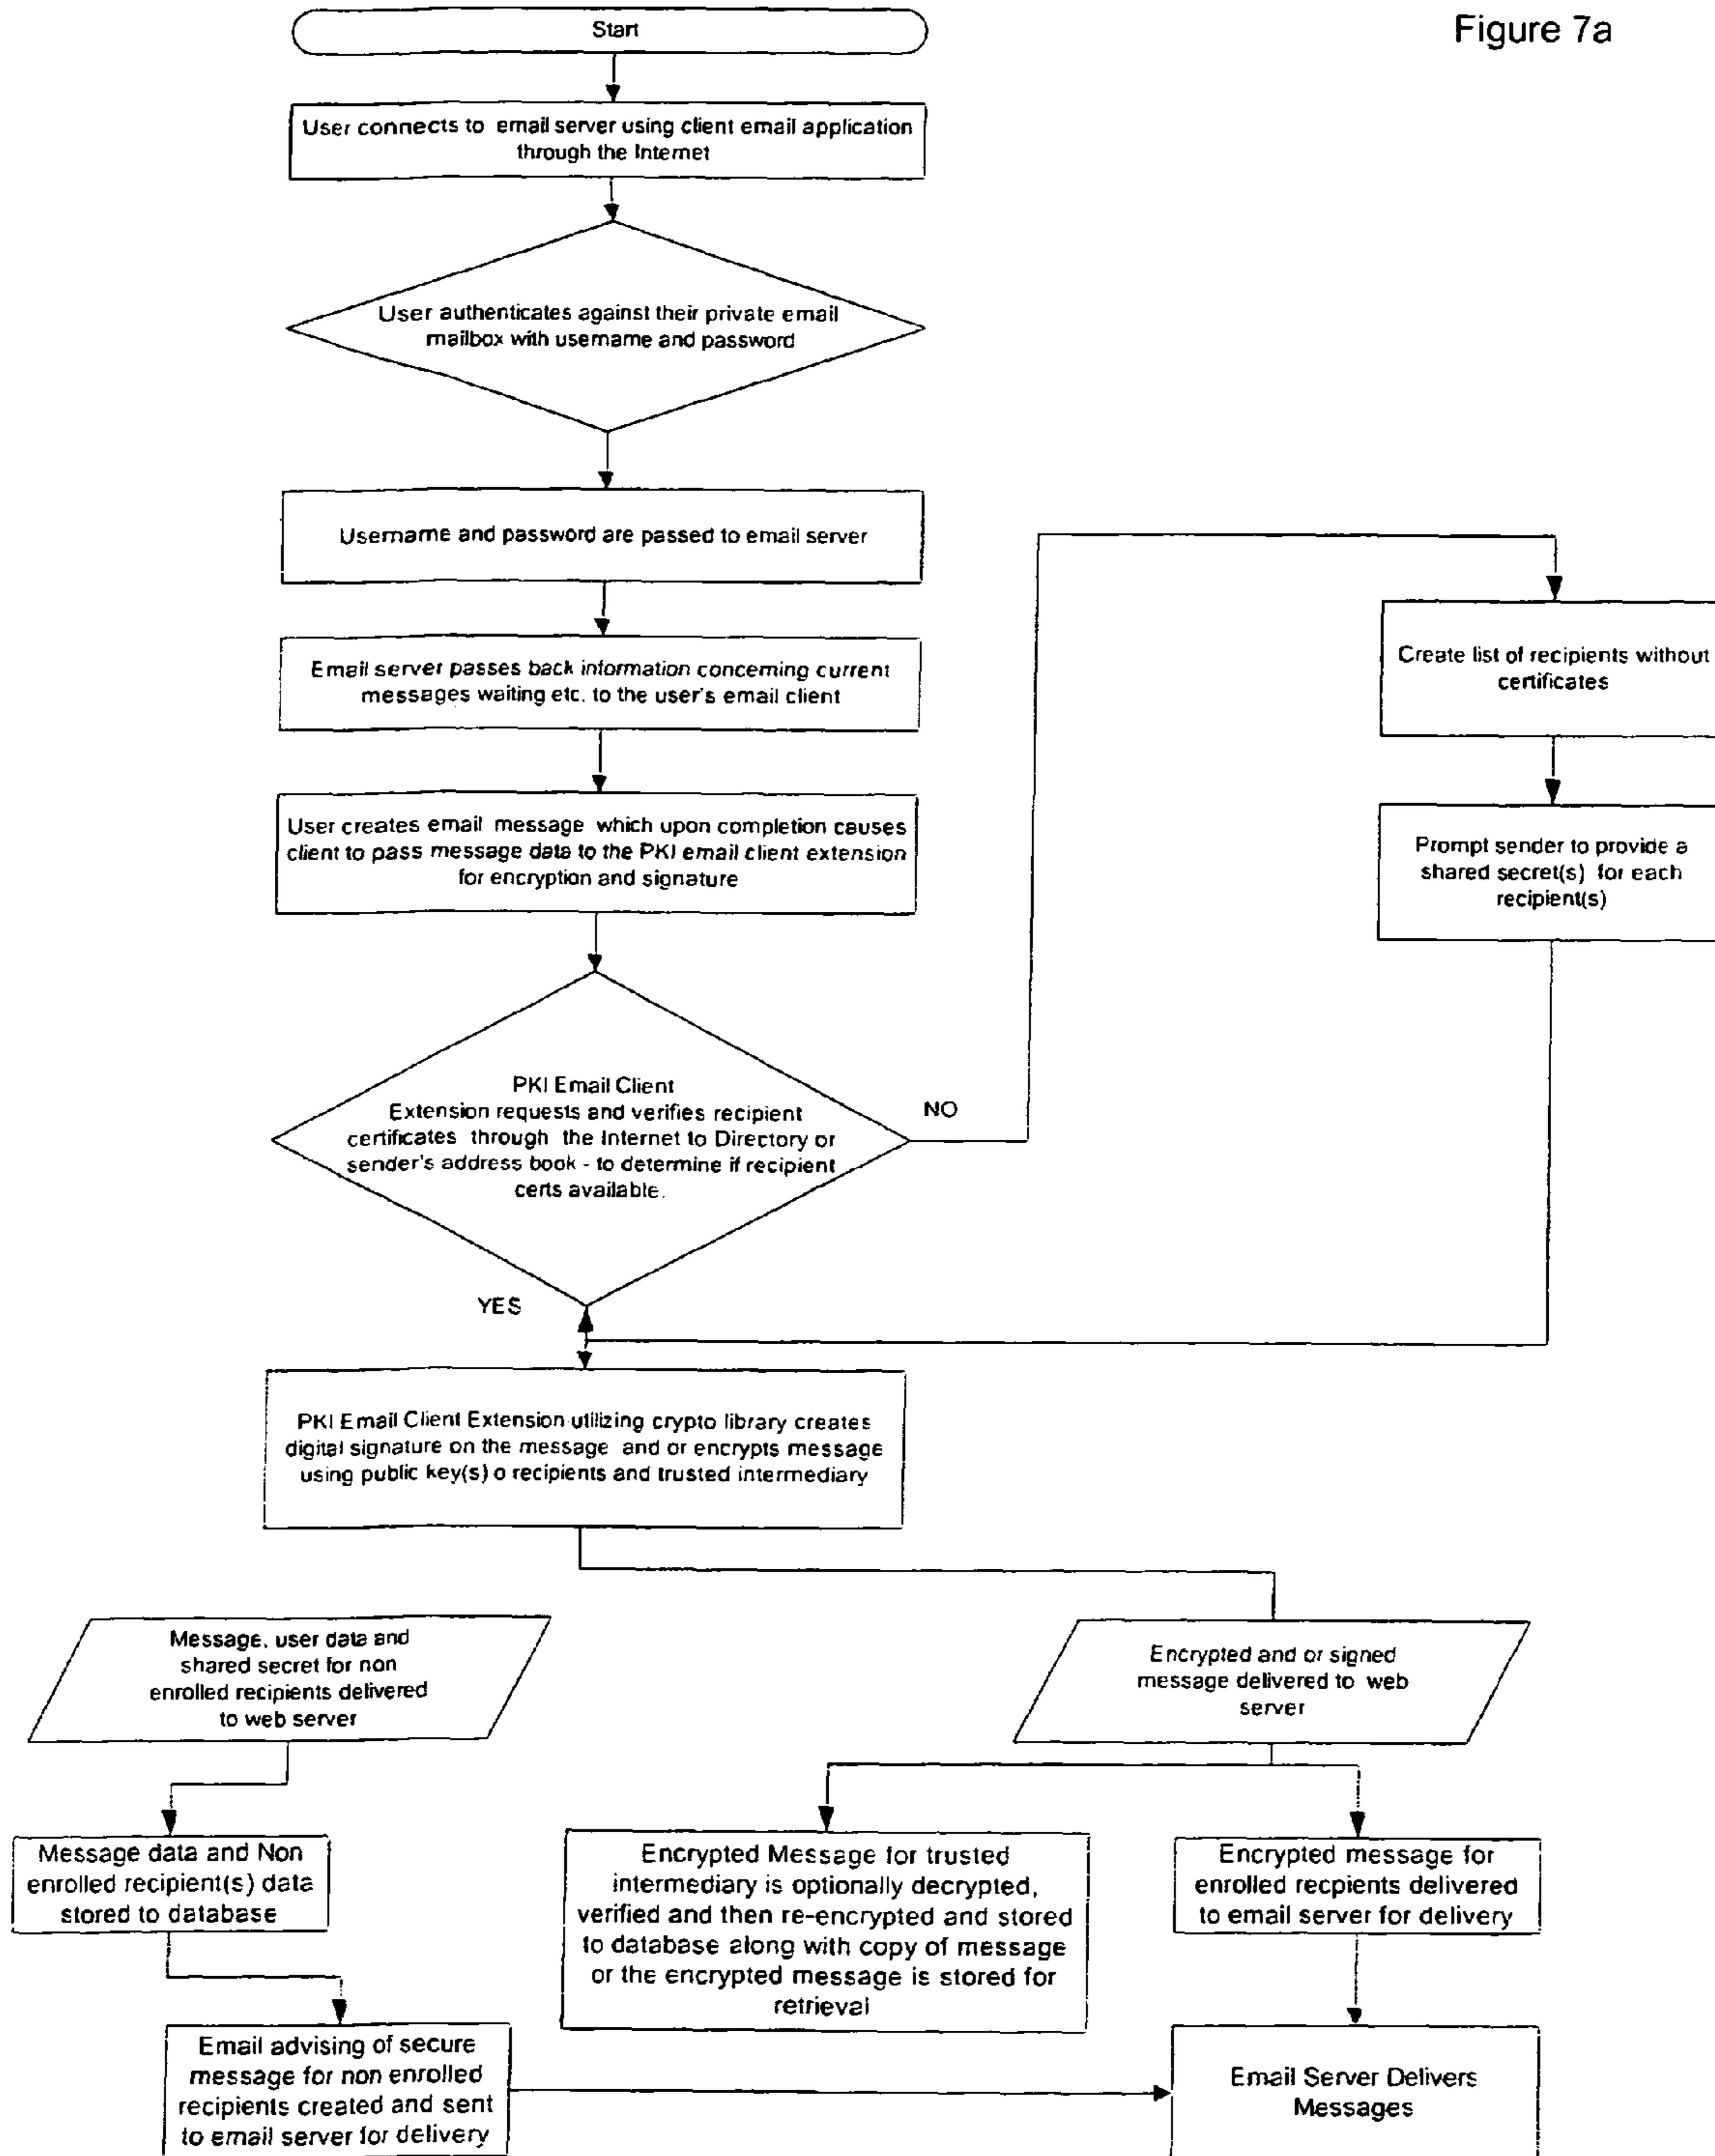 Figure 7a
Start
User connects to email server using client email application
through the Internet
User authenticates against their private email
mailbox with username and password
Username and password are passed to email server
Email server passes back information concerning current
messages waiting etc. to the user's email client
User creates email message which upon completion causes
client to pass message data to the PKI email client extension
for encryption and signature
PKI Email Client
Extension requests and verifies recipient
certificates through the Internet to Directory or
sender's address book - to determine if recipient
certs available.
NO
YES
Create list of recipients without
certificates
Prompt sender to provide a
shared secret(s) for each
recipient(s)
PKI Email Client Extension utilizing crypto library creates
digital signature on the message and or encrypts message
using public key(s) o recipients and trusted intermediary
Message, user data and
shared secret for non
enrolled recipients delivered
to web server
Encrypted and or signed
message delivered to web
server
Message data and Non
enrolled recipient(s) data
stored to database
Encrypted Message for trusted
intermediary is optionally decrypted,
verified and then re-encrypted and stored
to database along with copy of message
or the encrypted message is stored for
retrieval
Encrypted message for
enrolled recpients delivered
to email server for delivery
Email advising of secure
message for non enrolled
recipients created and sent
to email server for delivery
Email Server Delivers
Messages